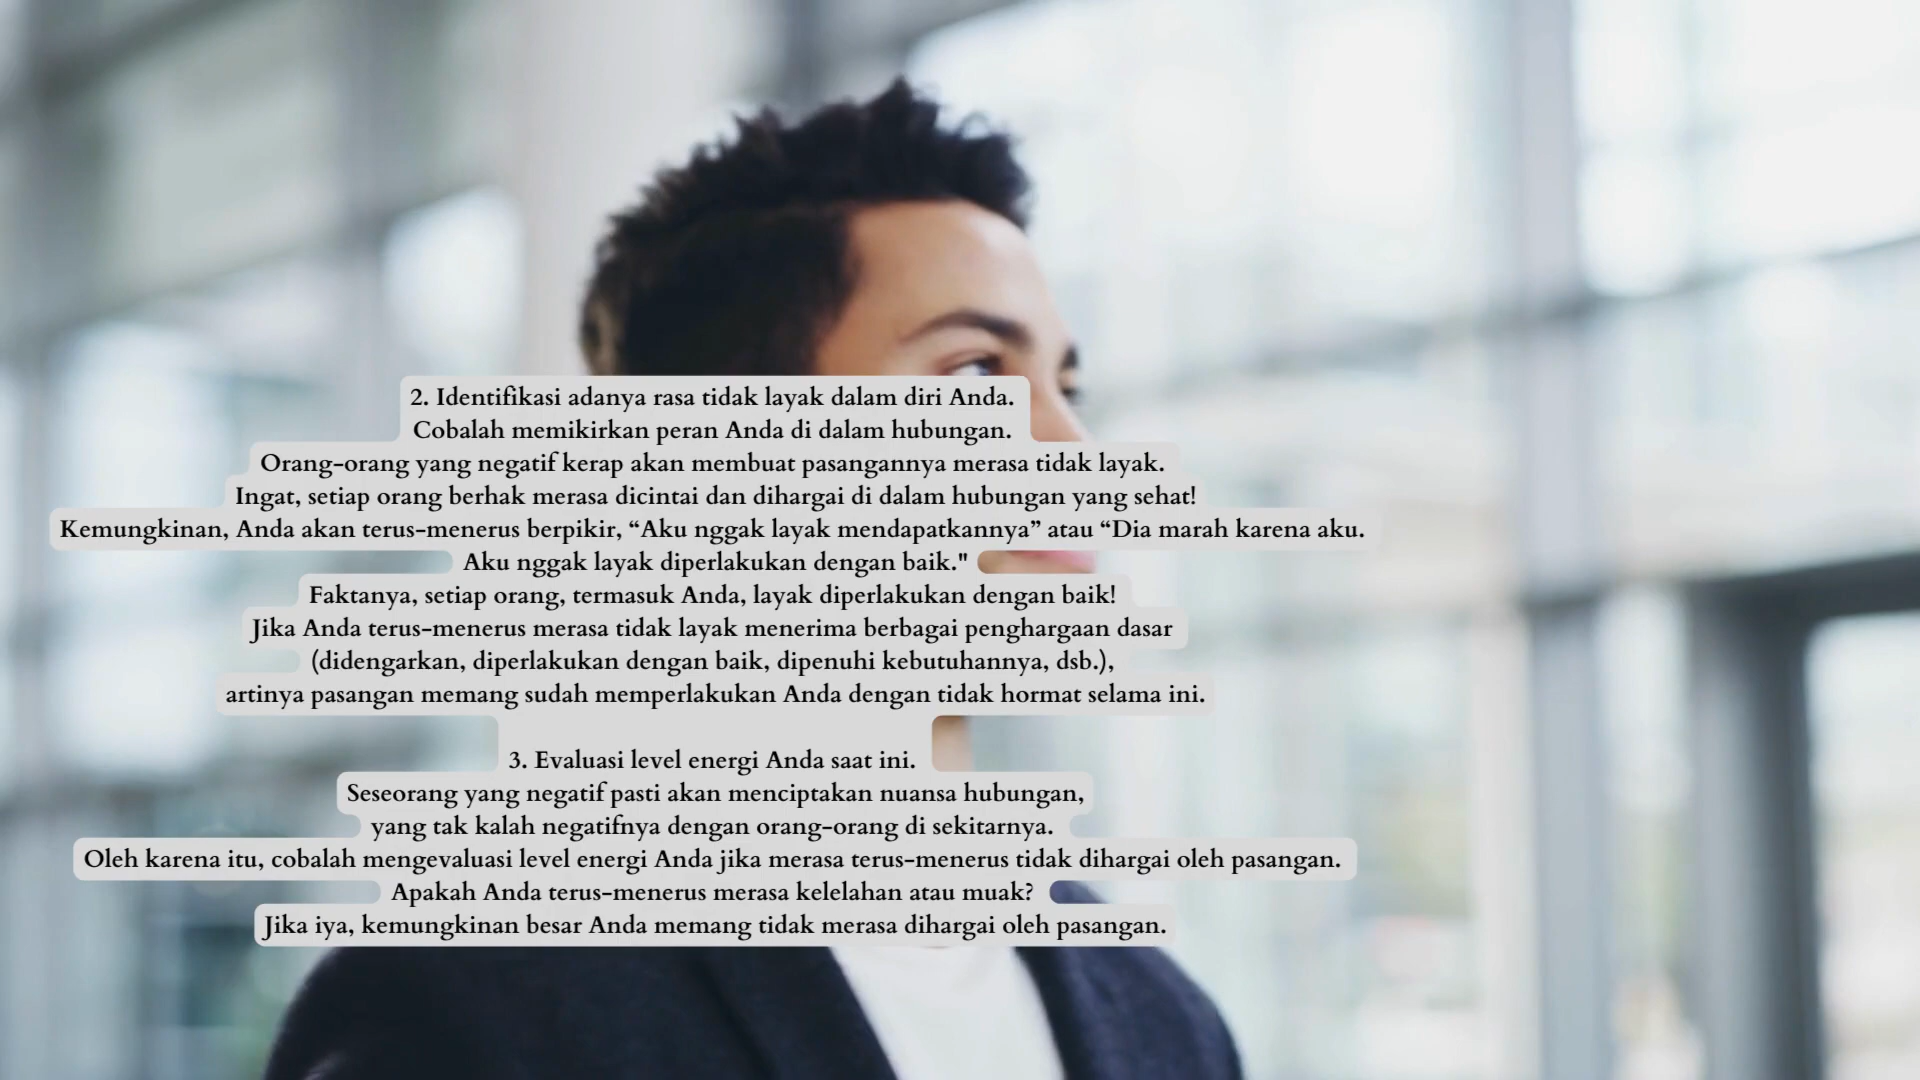 2. Identifikasi adanya rasa tidak layak dalam diri Anda.
Cobalah memikirkan peran Anda di dalam hubungan.
Orang-orang yang negatif kerap akan membuat pasangannya merasa tidak layak.
Ingat, setiap orang berhak merasa dicintai dan dihargai di dalam hubungan yang sehat!
Kemungkinan, Anda akan terus-menerus berpikir, “Aku nggak layak mendapatkannya” atau “Dia marah karena aku.
Aku nggak layak diperlakukan dengan baik."
Faktanya, setiap orang, termasuk Anda, layak diperlakukan dengan baik!
Jika Anda terus-menerus merasa tidak layak menerima berbagai penghargaan dasar
(didengarkan, diperlakukan dengan baik, dipenuhi kebutuhannya, dsb.),
artinya pasangan memang sudah memperlakukan Anda dengan tidak hormat selama ini.
3. Evaluasi level energi Anda saat ini.
Seseorang yang negatif pasti akan menciptakan nuansa hubungan,
yang tak kalah negatifnya dengan orang-orang di sekitarnya.
Oleh karena itu, cobalah mengevaluasi level energi Anda jika merasa terus-menerus tidak dihargai oleh pasangan.
Apakah Anda terus-menerus merasa kelelahan atau muak?
Jika iya, kemungkinan besar Anda memang tidak merasa dihargai oleh pasangan.